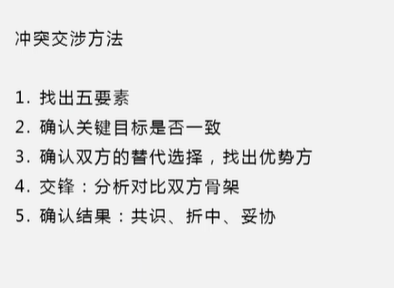 冲突交涉方法
1. 找出五要素
2. 确认关键目标是否一致
3. 确认双方的替代选择，找出优势方
4. 交锋：分析对比双方骨架
5. 确认结果：共识、折中、妥协